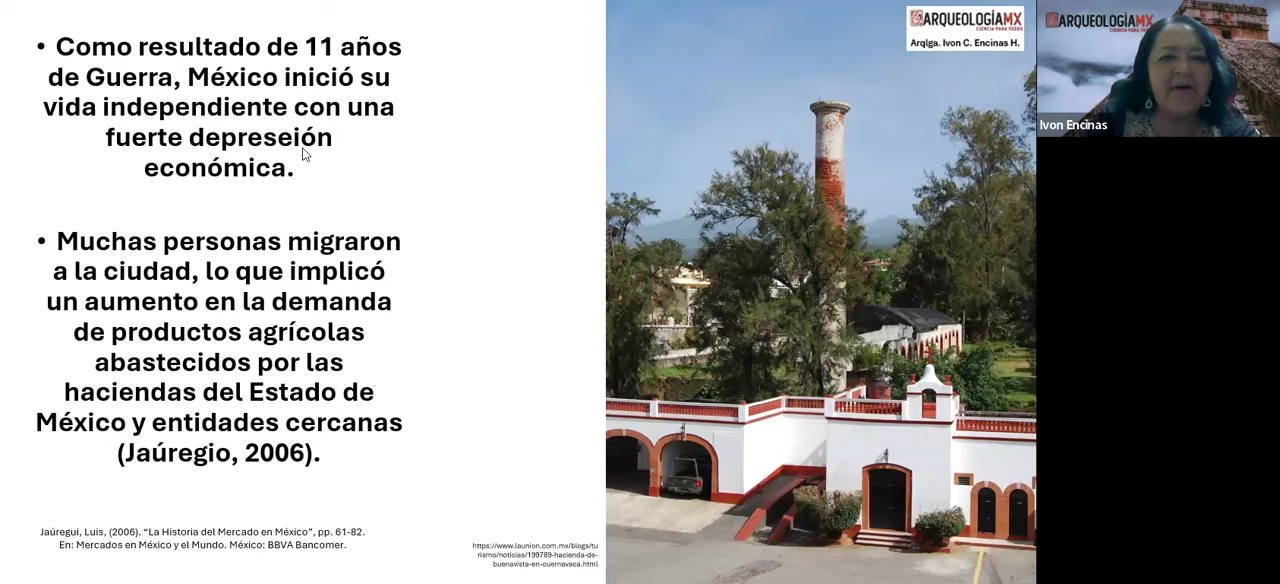 • Como resultado de 11 años
de Guerra, México inició su
vida independiente con una
fuerte depreseión
económica.
• Muchas personas migraron
a la ciudad, lo que implicó
un aumento en la demanda
de productos agrícolas
abastecidos por las
haciendas del Estado de
México y entidades cercanas
(Jaúregio, 2006).
Jaúregui, Luis, (2006). “La Historia del Mercado en México”, pp. 61-82.
En: Mercados en México y el Mundo. México: BBVA Bancomer.
https://www.launion.com.mx/blogs/tu
rismo/noticias/199789-hacienda-de-
buenavista-en-cuernavaca.html
ARQUEOLOGÍAMX
CIENCIA PARA TODOS
Arqlga. Ivon C. Encinas H.
ARQUEOLOGÍAMX
CIENCIA PARA TODOS
Ivon Encinas